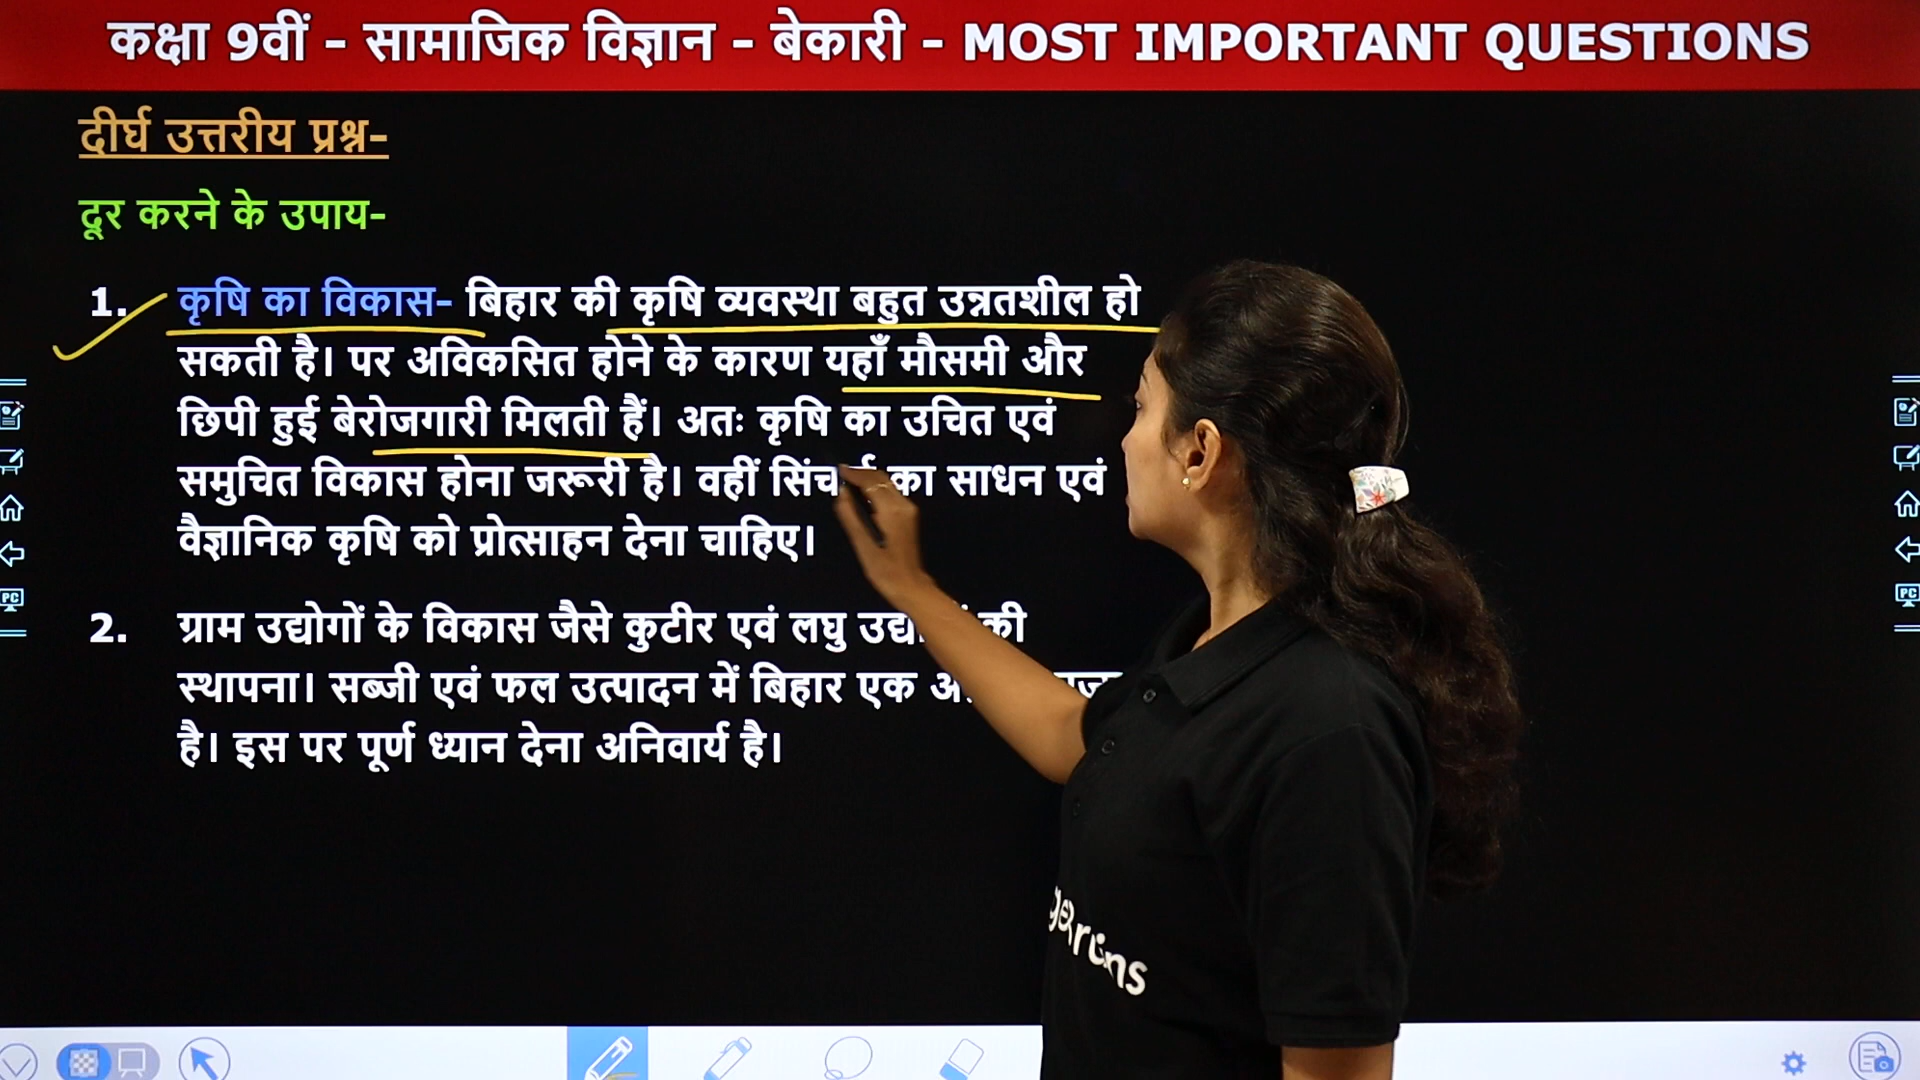 कक्षा 9वीं - सामाजिक विज्ञान - बेकारी - MOST IMPORTANT QUESTIONS
दीर्घ उत्तरीय प्रश्न-
दूर करने के उपाय-
1. कृषि का विकास- बिहार की कृषि व्यवस्था बहुत उन्नतशील हो
सकती है। पर अविकसित होने के कारण यहाँ मौसमी और
छिपी हुई बेरोजगारी मिलती हैं। अतः कृषि का उचित एवं
समुचित विकास होना जरूरी है। वहीं का साधन एवं
वैज्ञानिक कृषि को प्रोत्साहन देना चाहिए।
2. ग्राम उद्योगों के विकास जैसे कुटीर एवं लघु की
स्थापना। सब्जी एवं फल उत्पादन में बिहार एक
है। इस पर पूर्ण ध्यान देना अनिवार्य है।
PC
PC